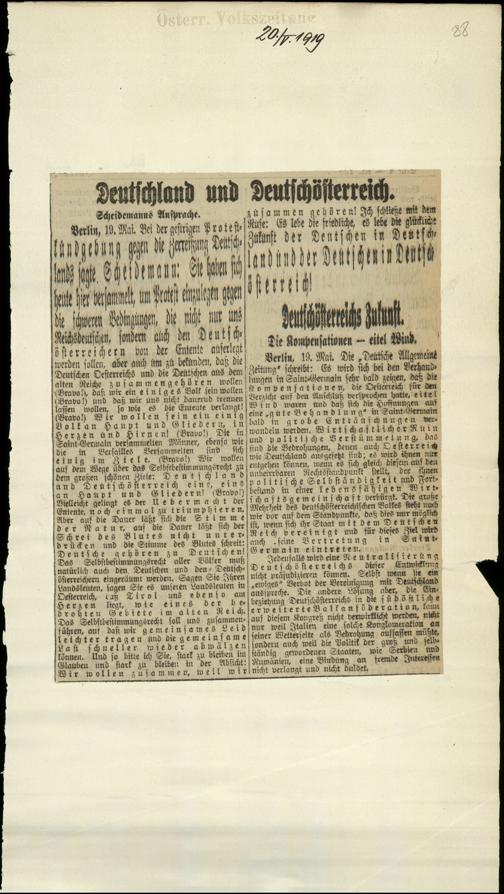 Österr. Volkszeitung
20/V. 1919
88
Deutschland und Deutschösterreich.
Scheidemanns Ansprache.
Berlin, 19. Mai. Bei der gestrigen Protest-
kundgebung gegen die Zerreißung Deutsch-
lands sagte Scheidemann: Sie haben sich
heute hier versammelt, um Protest einzulegen gegen
die schweren Bedingungen, die nicht nur uns
Reichsdeutschen, sondern auch den Deutsch-
österreichern von der Entente auferlegt
werden sollen, aber auch um zu bekunden, daß die
Deutschen Oesterreichs und die Deutschen aus dem
alten Reiche zusammengehören wollen
(Bravo!), daß wir ein einiges Volk sein wollen
(Bravo!) und daß wir uns nicht dauernd trennen
lassen wollen, so wie es die Entente verlangt!
(Bravo!) Wir wollen sein ein einig
Volk an Haupt und Gliedern, in
Herzen und Hirnen! (Bravo!) Die in
Saint-Germain versammelten Männer, ebenso wie
die in Versailles Versammelten sind sich
einig im Ziele. (Bravo!) Wir wollen
auf dem Wege über das Selbstbestimmungsrecht zu
dem großen schönen Ziele: Deutschland
und Deutschösterreich eins, eins
an Haupt und Gliedern! (Bravo!)
Vielleicht gelingt es der Uebermacht der
Entente, noch einmal zu triumphieren.
Aber auf die Dauer läßt sich die Stimme
der Natur, auf die Dauer läßt sich der
Schrei des Blutes nicht unter-
drücken und die Stimme des Blutes schreit:
Deutsche gehören zu Deutschen!
Das Selbstbestimmungsrecht aller Völker muß
natürlich auch den Deutschen und den Deutsch-
österreichern eingeräumt werden. Sagen Sie Ihren
Landsleuten, sagen Sie es unseren Landsleuten in
Oesterreich, daß Tirol uns ebenso am
Herzen liegt, wie eines der be-
drohten Gebiete im alten Reich.
Das Selbstbestimmungsrecht soll uns zusammen-
führen, auf daß wir gemeinsames Leid
leichter tragen und die gemeinsame
Last schneller wieder abwälzen
können. Und so bitte ich Sie, stark zu bleiben im
Glauben und stark zu bleiben in der Absicht:
Wir wollen zusammen, weil wir
zusammen gehören! Ich schließe mit dem
Rufe: Es lebe die friedliche, es lebe die glückliche
Zukunft der Deutschen in Deutsch-
land und der Deutschen in Deutsch-
österreich!
Deutschösterreichs Zukunft.
Die Kompensationen — eitel Wind.
Berlin, 19. Mai. Die „Deutsche Allgemeine
Zeitung" schreibt: Es wird sich bei den Verhand-
lungen in Saint-Germain sehr bald zeigen, daß die
Kompensationen, die Oesterreich für den
Verzicht auf den Anschluß versprochen hatte, eitel
Wind waren und daß sich die Hoffnungen auf
eine „gute Behandlung" in Saint-Germain
bald in grobe Enttäuschungen ver-
wandeln werden. Wirtschaftlicher Ruin
und politische Verstümmelung, das
sind die Bedrohungen, denen auch Oesterreich
wie Deutschland ausgesetzt sind; es wird ihnen nur
entgehen können, wenn es sich gleich diesem auf den
unbeirrbaren Rechtsstandpunkt stellt, der ihnen
politische Selbständigkeit und Fort-
bestand in einer lebensfähigen Wirt-
schaftsgemeinschaft verbürgt. Die große
Mehrheit des deutschösterreichischen Volkes steht nach
wie vor auf dem Standpunkte, daß dies nur möglich
ist, wenn sich ihr Staat mit dem Deutschen
Reich vereinigt und für dieses Ziel wird
auch seine Vertretung in Saint-
Germain eintreten.
Jedenfalls wird eine Neutralisierung
Deutschösterreichs dieser Entwicklung
nicht präjudizieren können. Selbst wenn sie ein
„ewiges" Verbot der Vereinigung mit Deutschland
ausspräche. Die andere Lösung aber, die Ein-
beziehung Deutschösterreichs in die südöstliche
erweiterte Balkanföderation, kann
auf diesem Kongreß nicht verwirklicht werden, nicht
nur weil Italien eine solche Konglomeration an
seiner Wetterseite als Bedrohung auffassen müßte,
sondern auch weil die Politik der groß und selb-
ständig gewordenen Staaten, wie Serbien und
Rumänien, eine Bindung an fremde Interessen
nicht verlangt und nicht duldet.